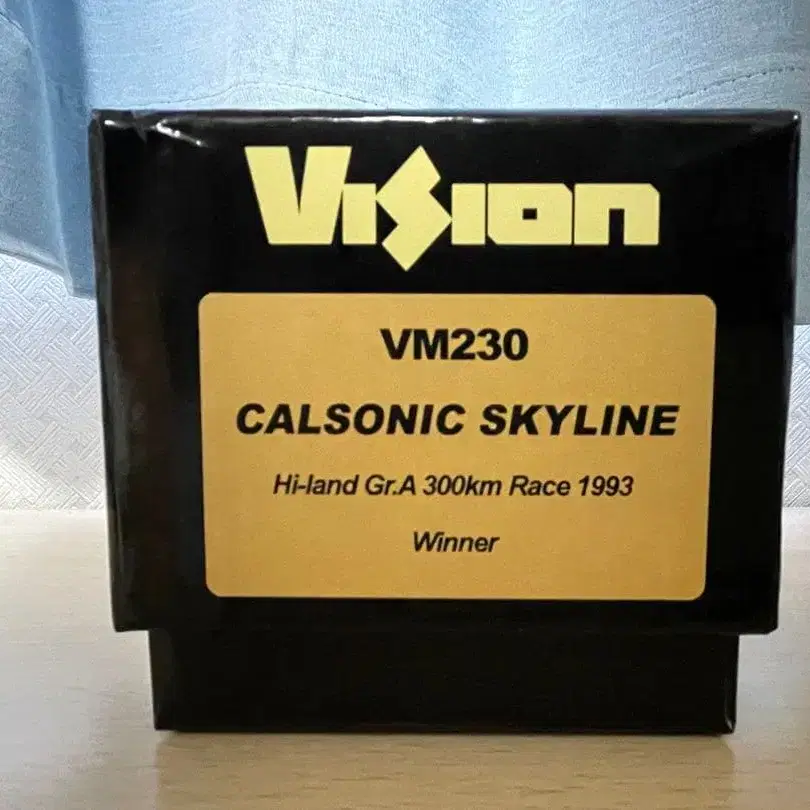 Vision
VM230
CALSONIC SKYLINE
Hi-land Gr.A 300km Race 1993
Winner